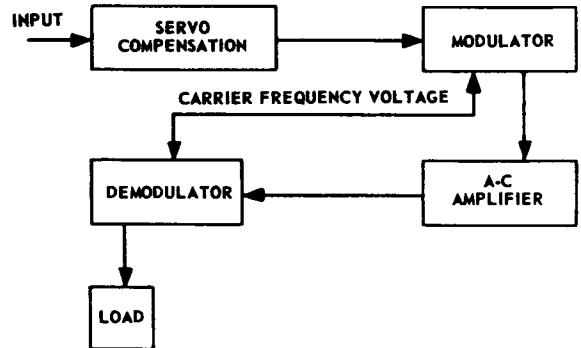 INPUT
SERVO
COMPENSATION
MODULATOR
CARRIER FREQUENCY VOLTAGE
DEMODULATOR
A-C
AMPLIFIER
LOAD